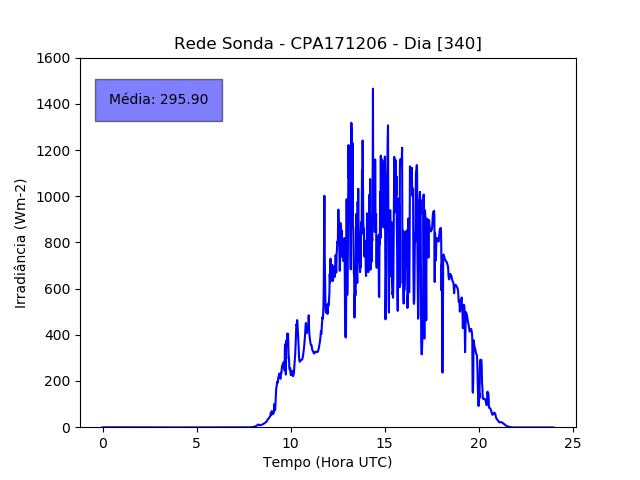 Rede Sonda - CPA171206 - Dia [340]
Média: 295.90
Irradiância (Wm-2)
1600
1400
1200
1000
800
600
400
200
0
0 5 10 15 20 25
Tempo (Hora UTC)